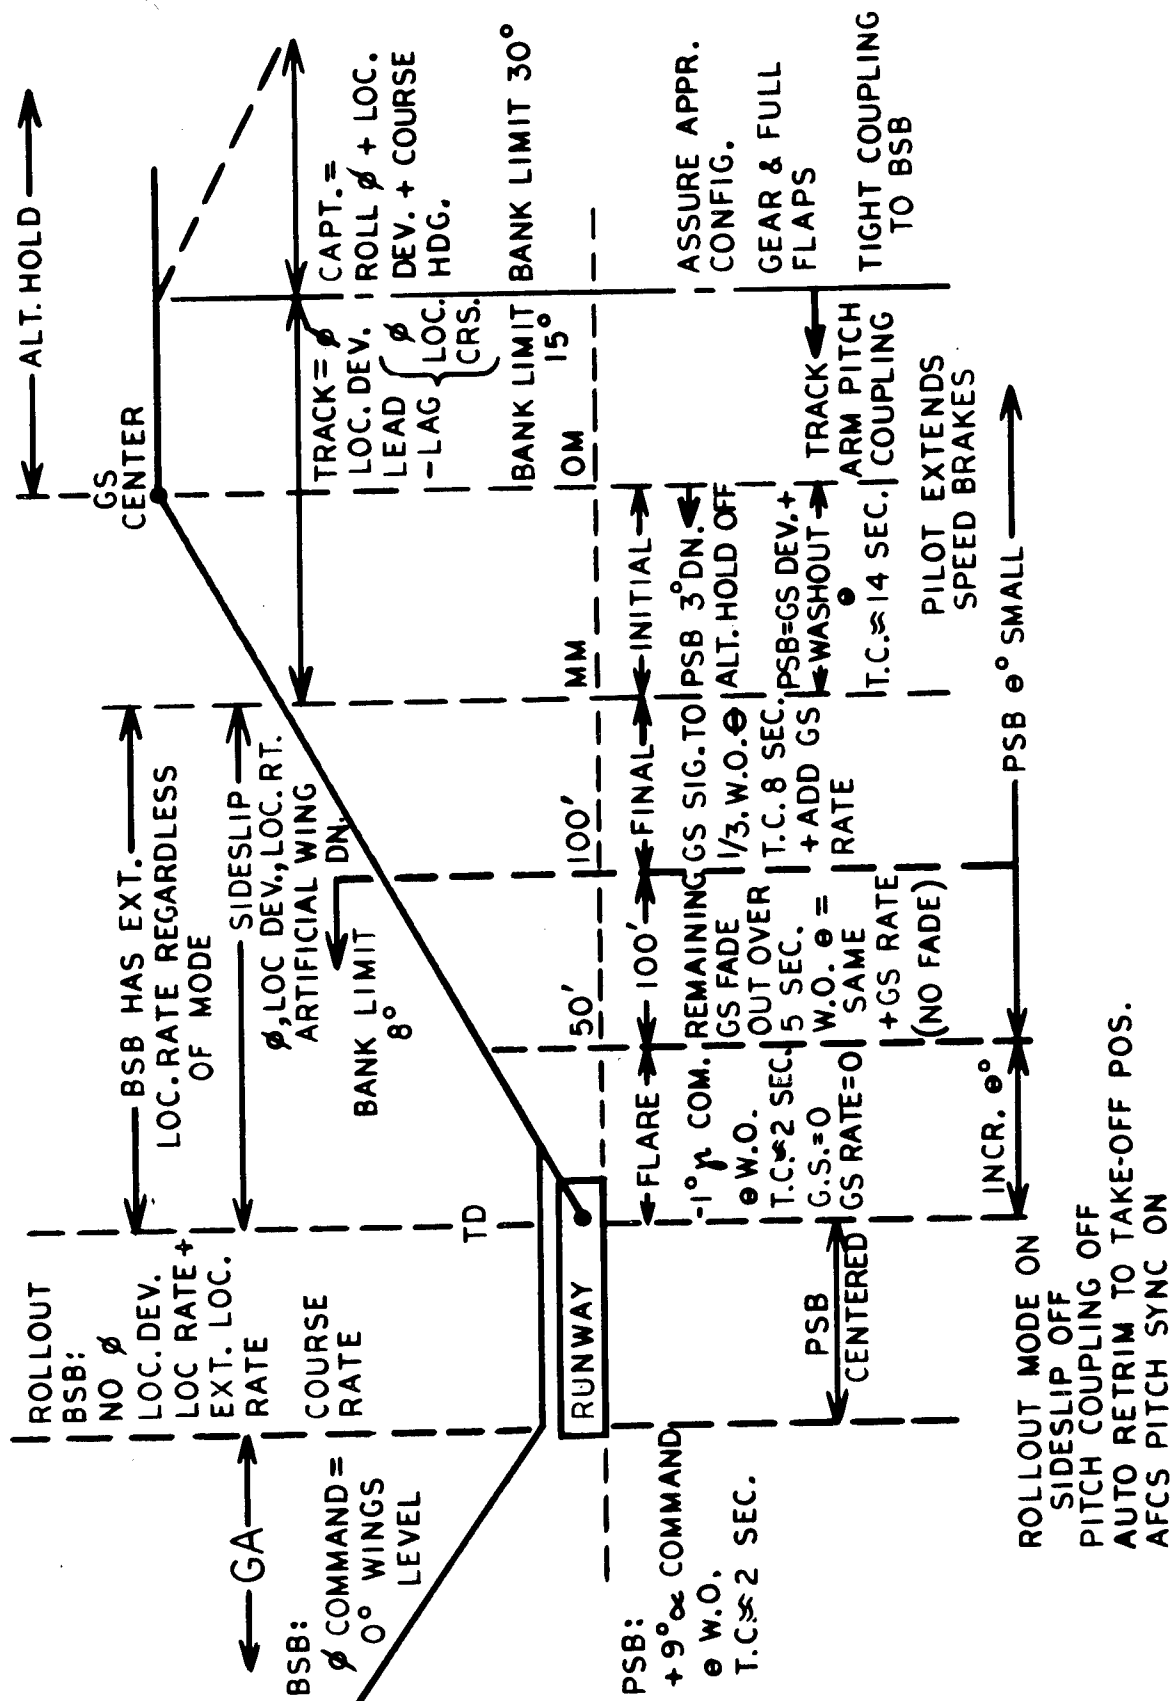 ALT. HOLD
GS
CENTER
BSB HAS EXT.
LOC. RATE REGARDLESS
OF MODE
SIDESLIP
ø, LOC DEV., LOC. RT.
ARTIFICIAL WING
DN.
BANK LIMIT
8°
TRACK = ø
LOC. DEV.
LEAD
-LAG
ø
LOC.
CRS.
BANK LIMIT
15°
CAPT. =
ROLL ø + LOC.
DEV. + COURSE
HDG.
BANK LIMIT 30°
ROLLOUT
BSB:
NO ø
LOC. DEV.
LOC RATE +
EXT. LOC.
RATE
COURSE
RATE
GA
BSB:
ø COMMAND =
0° WINGS
LEVEL
TD
50'
100'
MM
OM
RUNWAY
PSB:
+9° ∝ COMMAND
ɵ W.O.
T.C.≈2 SEC.
PSB
CENTERED
FLARE
-1° γ COM.
ɵ W.O.
T.C.≈2 SEC.
G.S.=0
GS RATE=0
100'
REMAINING
GS FADE
OUT OVER
5 SEC.
W.O. ɵ =
SAME
+GS RATE
(NO FADE)
FINAL
GS SIG. TO
1/3. W.O. ɵ
T.C. 8 SEC.
+ ADD GS
RATE
INITIAL
PSB 3° DN.
ALT. HOLD OFF
PSB=GS DEV.+
WASHOUT
ɵ
T.C.≈14 SEC.
TRACK
ARM PITCH
COUPLING
ASSURE APPR.
CONFIG.
GEAR & FULL
FLAPS
TIGHT COUPLING
TO BSB
PILOT EXTENDS
SPEED BRAKES
INCR. ɵ°
PSB ɵ° SMALL
ROLLOUT MODE ON
SIDESLIP OFF
PITCH COUPLING OFF
AUTO RETRIM TO TAKE-OFF POS.
AFCS PITCH SYNC ON